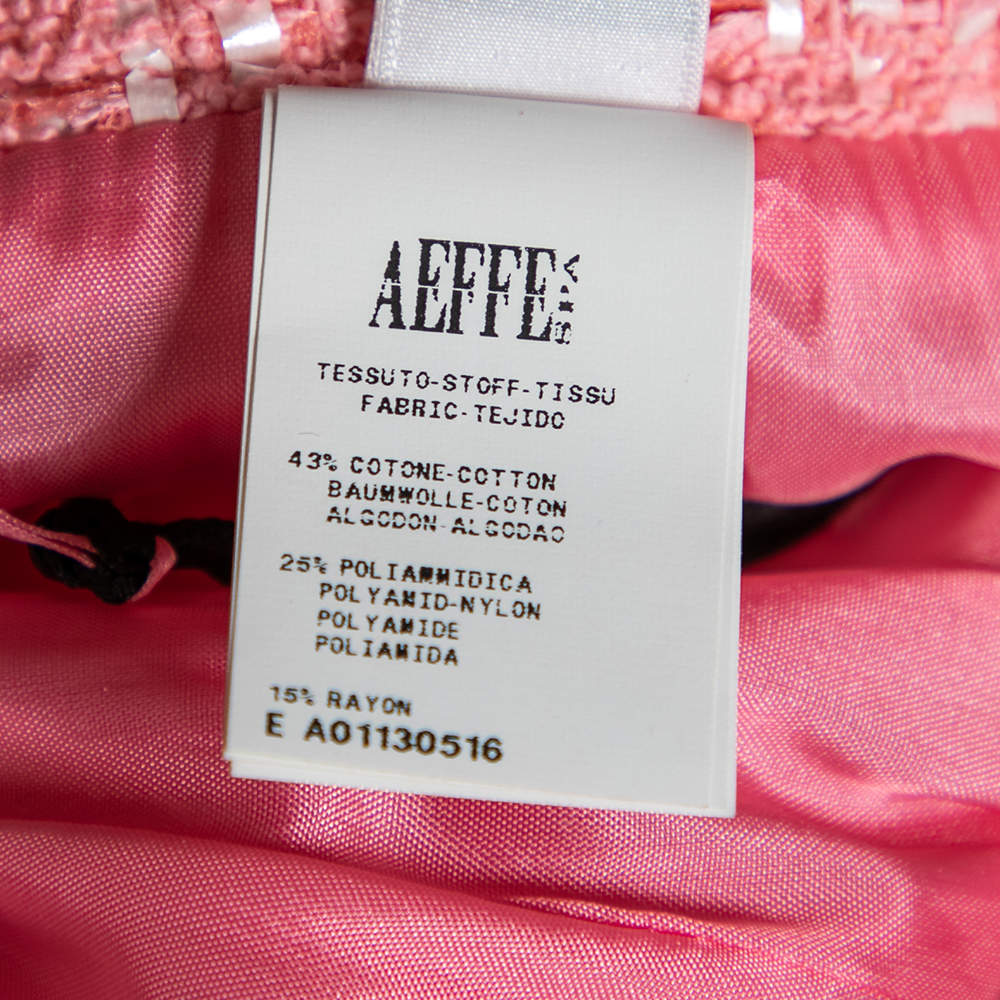 AEFFE SPA
TESSUTO-STOFF-TISSU
FABRIC-TEJIDO
43% COTONE-COTTON
BAUMWOLLE-COTON
ALGODON-ALGODAO
25% POLIAMMIDICA
POLYAMID-NYLON
POLYAMIDE
POLIAMIDA
15% RAYON
E A01130516